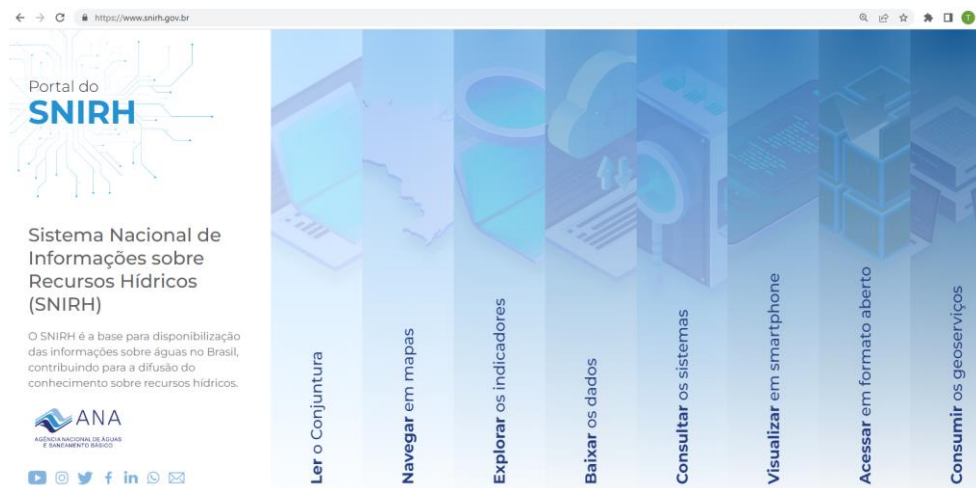 https://www.snirh.gov.br
T
Portal do
SNIRH
Sistema Nacional de
Informações sobre
Recursos Hídricos
(SNIRH)
O SNIRH é a base para disponibilização
das informações sobre águas no Brasil,
contribuindo para a difusão do
conhecimento sobre recursos hídricos.
ANA
AGÊNCIA NACIONAL DE ÁGUAS
E SANEAMENTO BÁSICO
Ler o Conjuntura
Navegar em mapas
Explorar os indicadores
Baixar os dados
Consultar os sistemas
Visualizar em smartphone
Acessar em formato aberto
Consumir os geoserviços